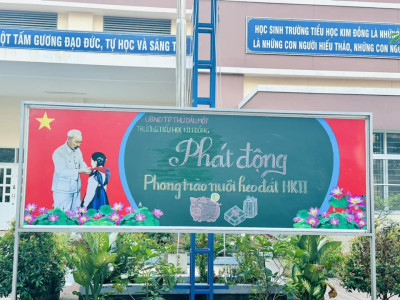 ỘT TẤM GƯƠNG ĐẠO ĐỨC, TỰ HỌC VÀ SÁNG T
HỌC SINH TRƯỜNG TIỂU HỌC KIM ĐỒNG LÀ NHỮNG
LÀ NHỮNG CON NGƯỜI HIẾU THẢO, NHỮNG CON
UBND TP THỦ DẦU MỘT
TRƯỜNG TIỂU HỌC KIM ĐỒNG
Phát động
Phong trào nuôi heo đất HKII